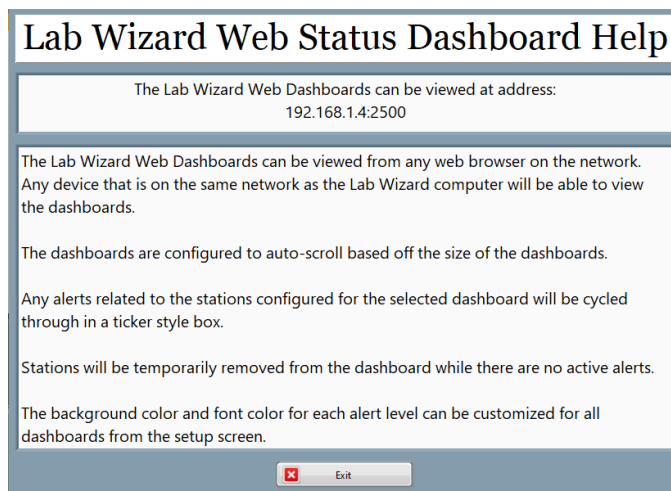 Lab Wizard Web Status Dashboard Help
The Lab Wizard Web Dashboards can be viewed at address:
192.168.1.4:2500
The Lab Wizard Web Dashboards can be viewed from any web browser on the network.
Any device that is on the same network as the Lab Wizard computer will be able to view
the dashboards.
The dashboards are configured to auto-scroll based off the size of the dashboards.
Any alerts related to the stations configured for the selected dashboard will be cycled
through in a ticker style box.
Stations will be temporarily removed from the dashboard while there are no active alerts.
The background color and font color for each alert level can be customized for all
dashboards from the setup screen.
Exit